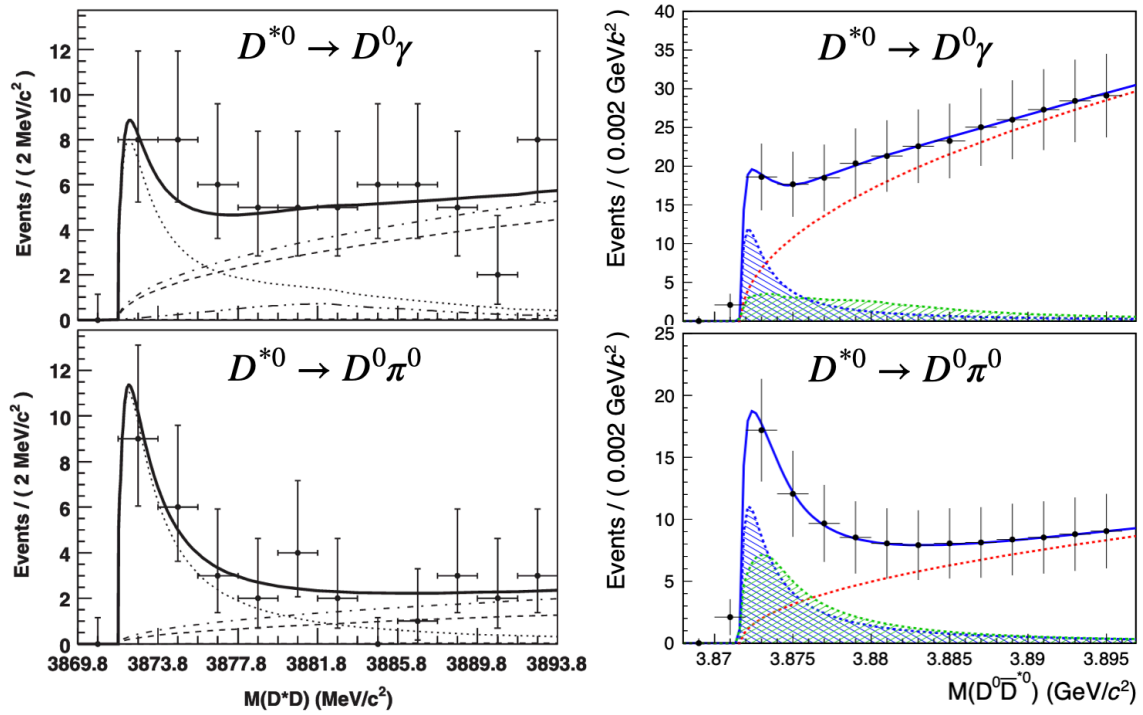 D*⁰ → D⁰γ
Events / ( 2 MeV/c² )
12
10
8
6
4
2
0
D*⁰ → D⁰π⁰
Events / ( 2 MeV/c² )
12
10
8
6
4
2
0
3869.8 3873.8 3877.8 3881.8 3885.8 3889.8 3893.8
M(D*D) (MeV/c²)
D*⁰ → D⁰γ
Events / ( 0.002 GeV/c² )
40
35
30
25
20
15
10
5
0
D*⁰ → D⁰π⁰
Events / ( 0.002 GeV/c² )
25
20
15
10
5
0
3.87 3.875 3.88 3.885 3.89 3.895
M(D⁰D̅*⁰) (GeV/c²)